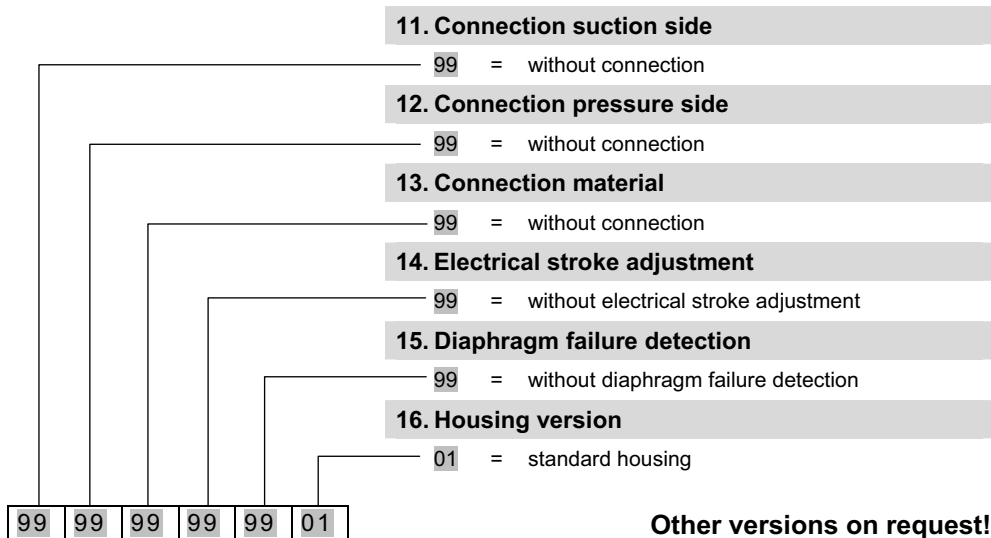 11. Connection suction side
99 = without connection
12. Connection pressure side
99 = without connection
13. Connection material
99 = without connection
14. Electrical stroke adjustment
99 = without electrical stroke adjustment
15. Diaphragm failure detection
99 = without diaphragm failure detection
16. Housing version
01 = standard housing
99 99 99 99 99 01
Other versions on request!